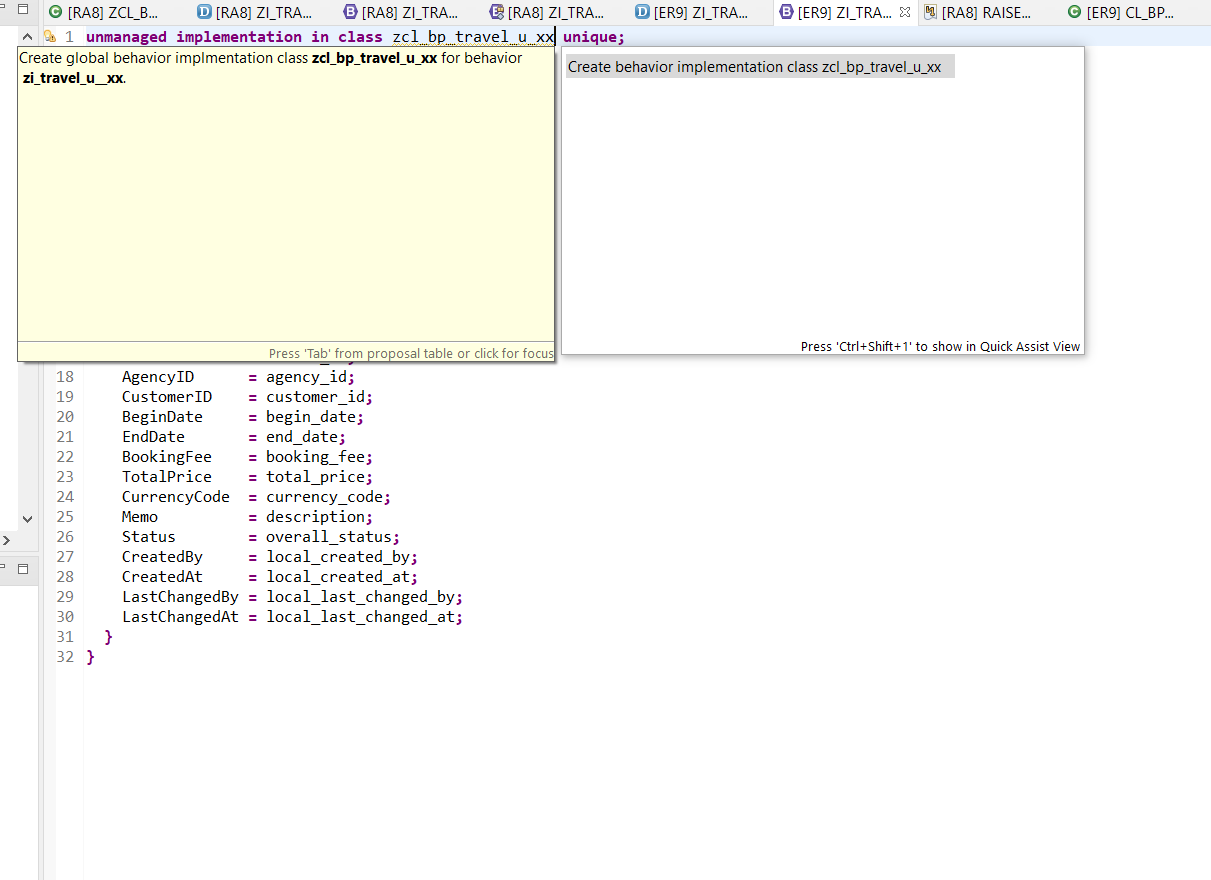 [RA8] ZCL_B... [RA8] ZI_TRA... [RA8] ZI_TRA... [RA8] ZI_TRA... [ER9] ZI_TRA... [ER9] ZI_TRA... [RA8] RAISE... [ER9] CL_BP...
1 unmanaged implementation in class zcl_bp_travel_u_xx unique;
Create global behavior implmentation class zcl_bp_travel_u_xx for behavior
zi_travel_u__xx.
Press 'Tab' from proposal table or click for focus
Create behavior implementation class zcl_bp_travel_u_xx
Press 'Ctrl+Shift+1' to show in Quick Assist View
18 AgencyID = agency_id;
19 CustomerID = customer_id;
20 BeginDate = begin_date;
21 EndDate = end_date;
22 BookingFee = booking_fee;
23 TotalPrice = total_price;
24 CurrencyCode = currency_code;
25 Memo = description;
26 Status = overall_status;
27 CreatedBy = local_created_by;
28 CreatedAt = local_created_at;
29 LastChangedBy = local_last_changed_by;
30 LastChangedAt = local_last_changed_at;
31 }
32 }